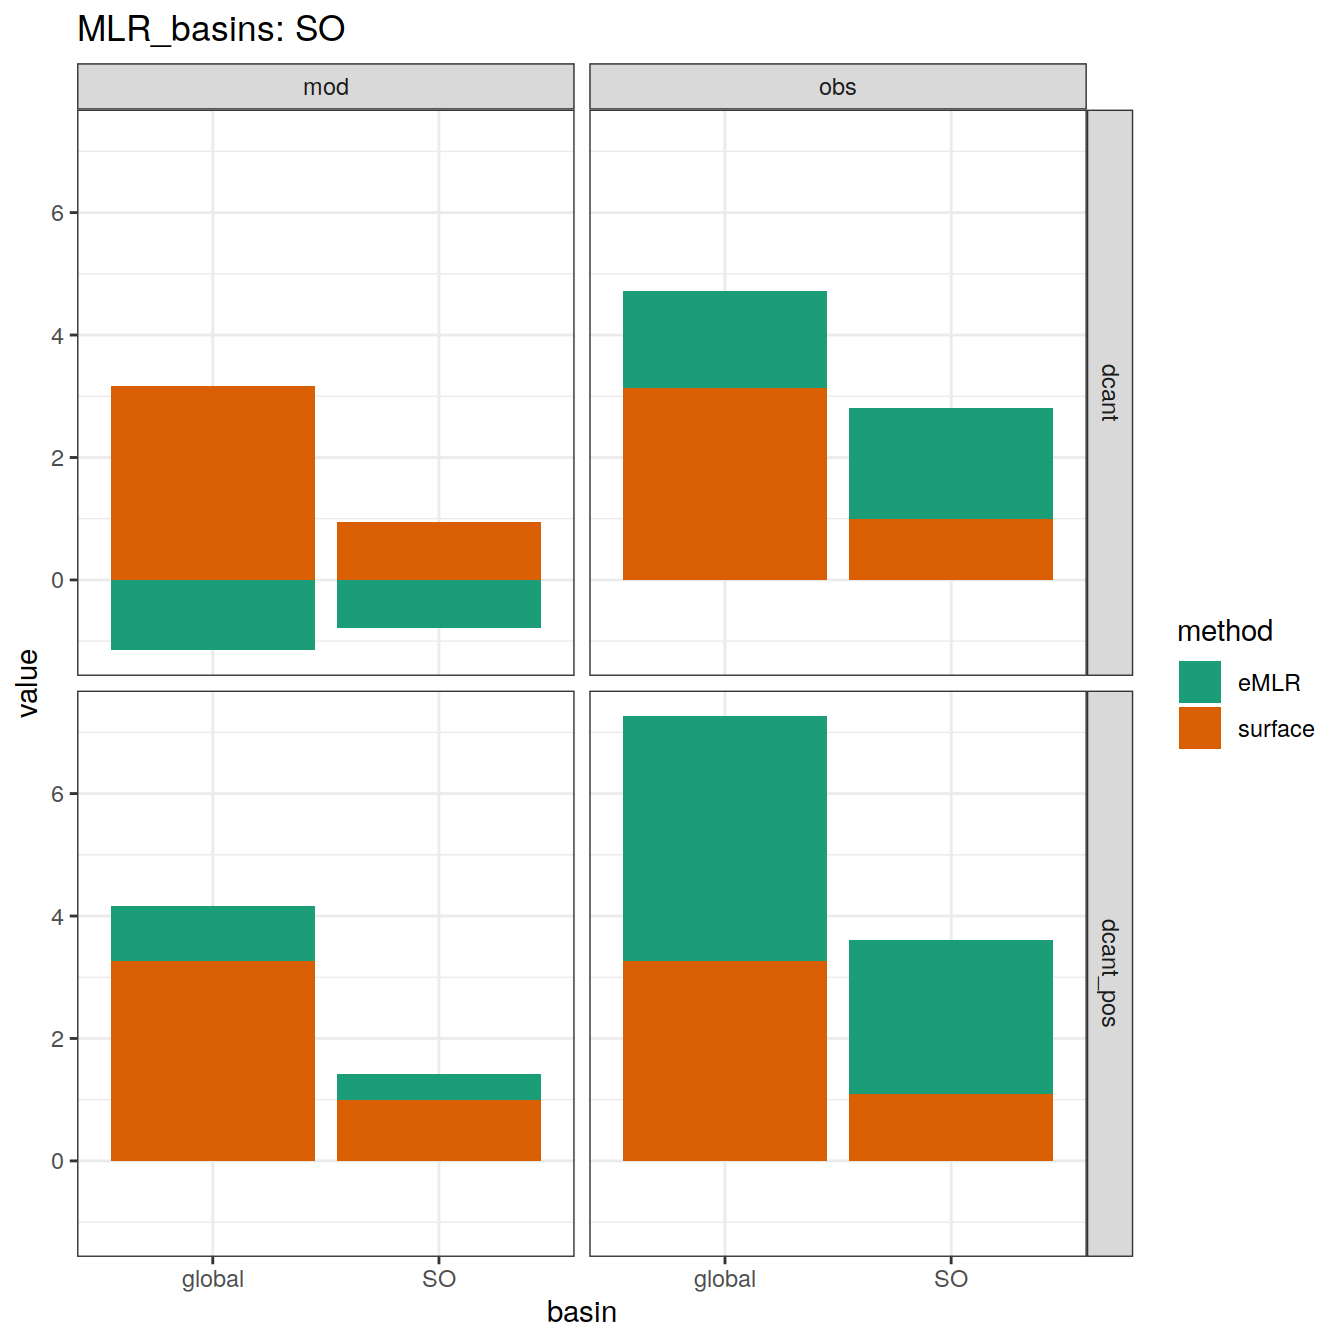 MLR_basins: SO
mod
obs
6
4
2
0
dcant
6
4
2
0
dcant_pos
value
global
SO
global
SO
basin
method
eMLR
surface